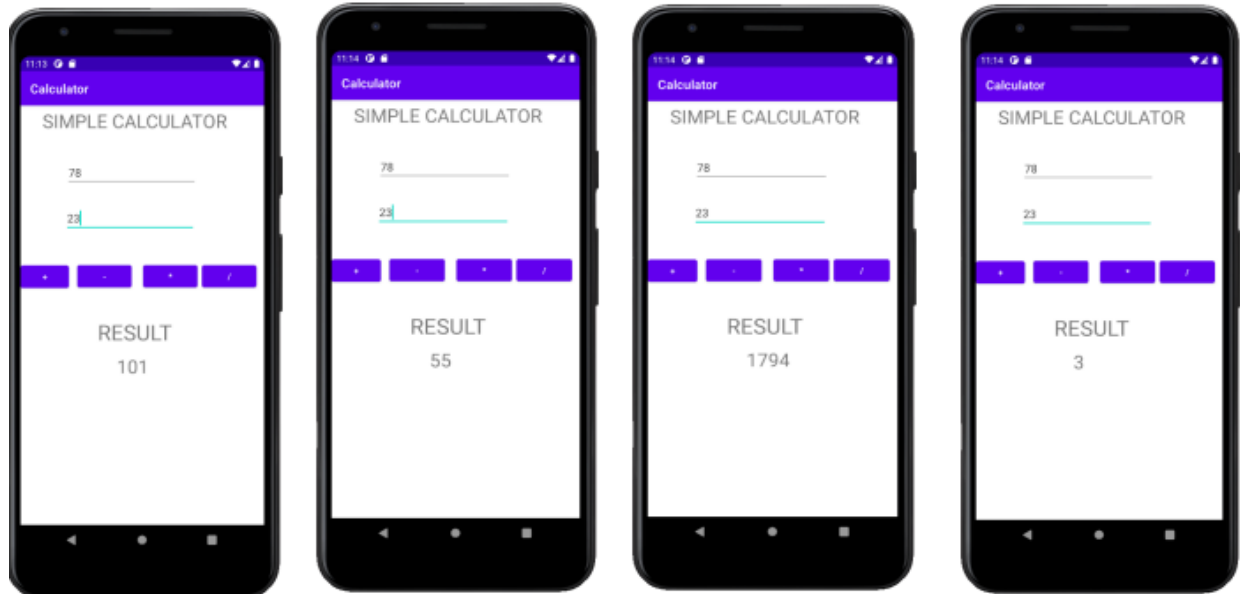 11:13
Calculator
SIMPLE CALCULATOR
78
23
+ - * /
RESULT
101
11:14
Calculator
SIMPLE CALCULATOR
78
23
+ - * /
RESULT
55
11:14
Calculator
SIMPLE CALCULATOR
78
23
+ - * /
RESULT
1794
11:14
Calculator
SIMPLE CALCULATOR
78
23
+ - * /
RESULT
3